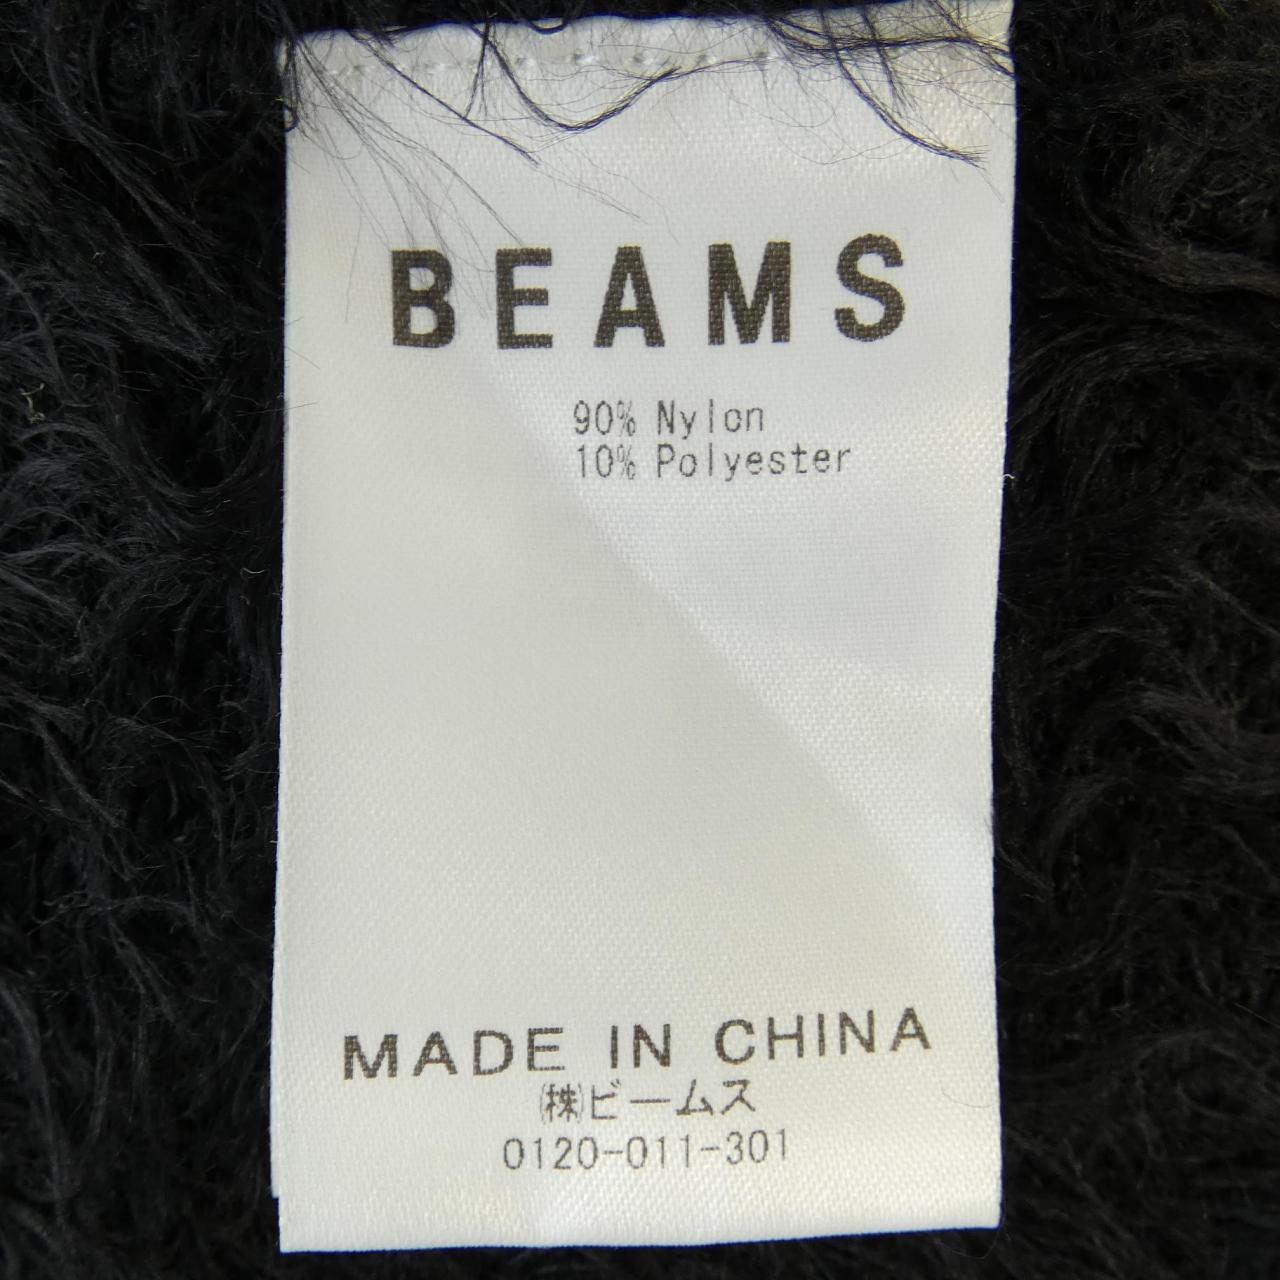 BEAMS
90% Nylon
10% Polyester
MADE IN CHINA
㈱ビームス
0120-011-301